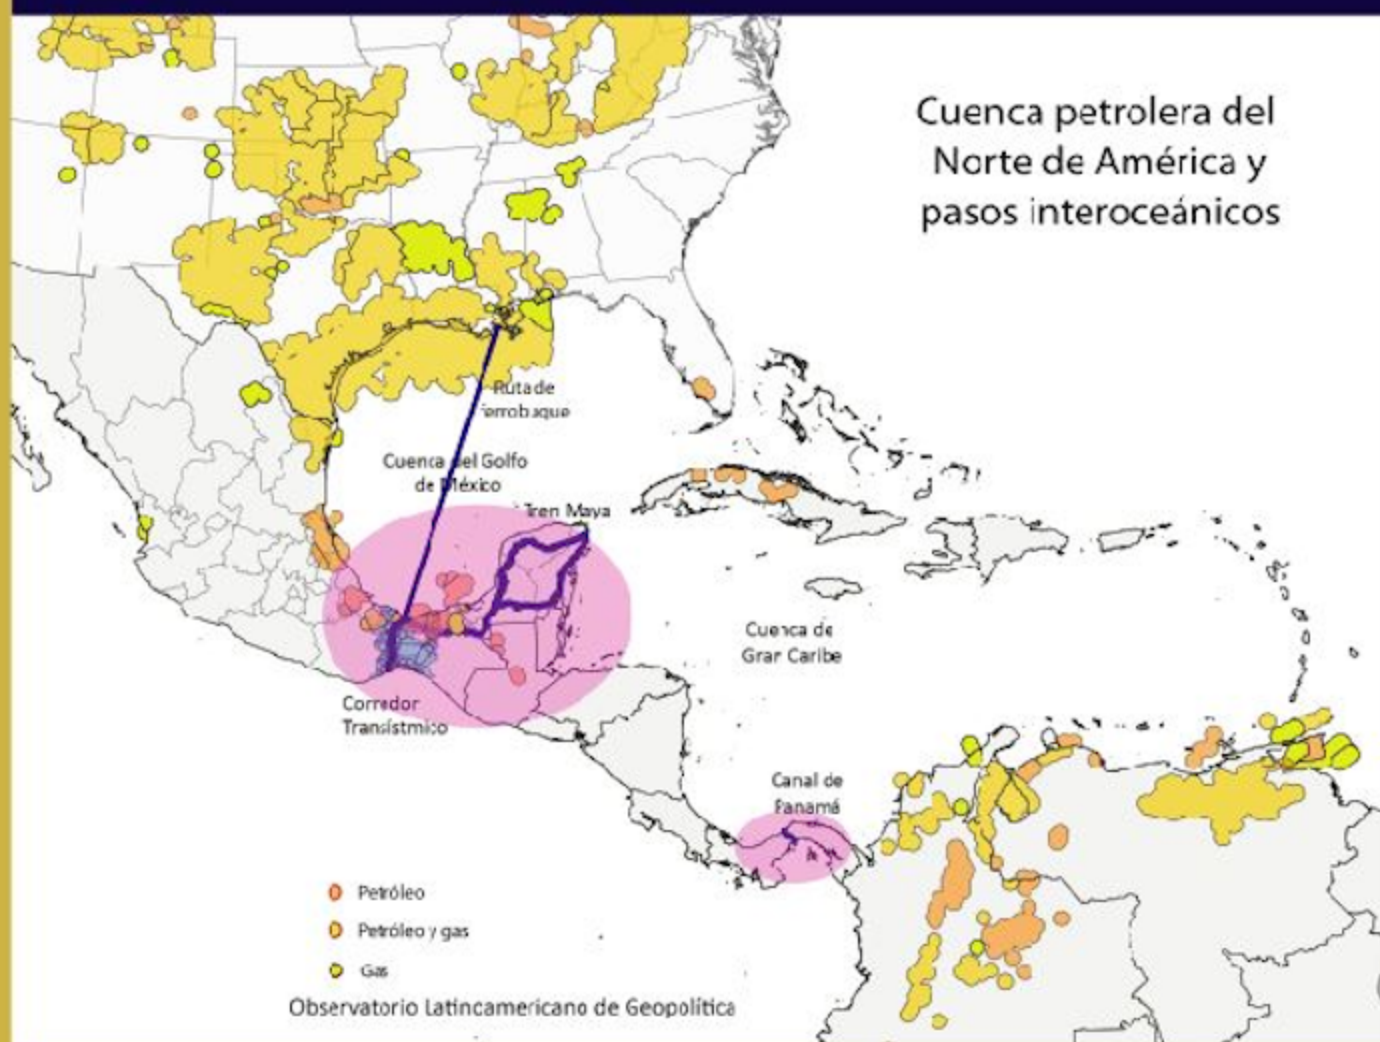 Cuenca petrolera del
Norte de América y
pasos interoceánicos
Ruta de
ferrobuque
Cuenca del Golfo
de México
Tren Maya
Cuenca de
Gran Caribe
Corredor
Transístmico
Canal de
Panamá
Petróleo
Petróleo y gas
Gas
Observatorio Latinoamericano de Geopolítica